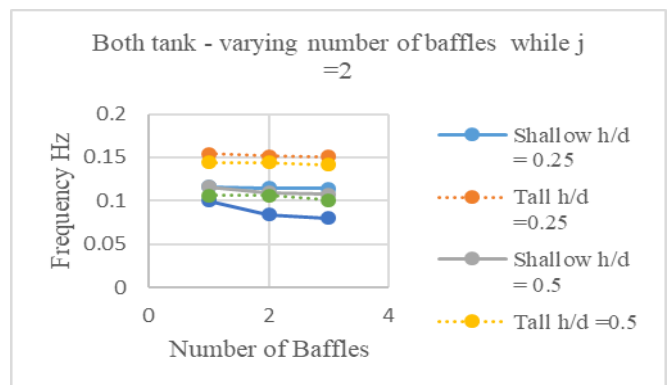 Both tank - varying number of baffles while j
=2
Frequency Hz
0.2
0.15
0.1
0.05
0
0
2
4
Number of Baffles
Shallow h/d
= 0.25
Tall h/d
=0.25
Shallow h/d
= 0.5
Tall h/d =0.5